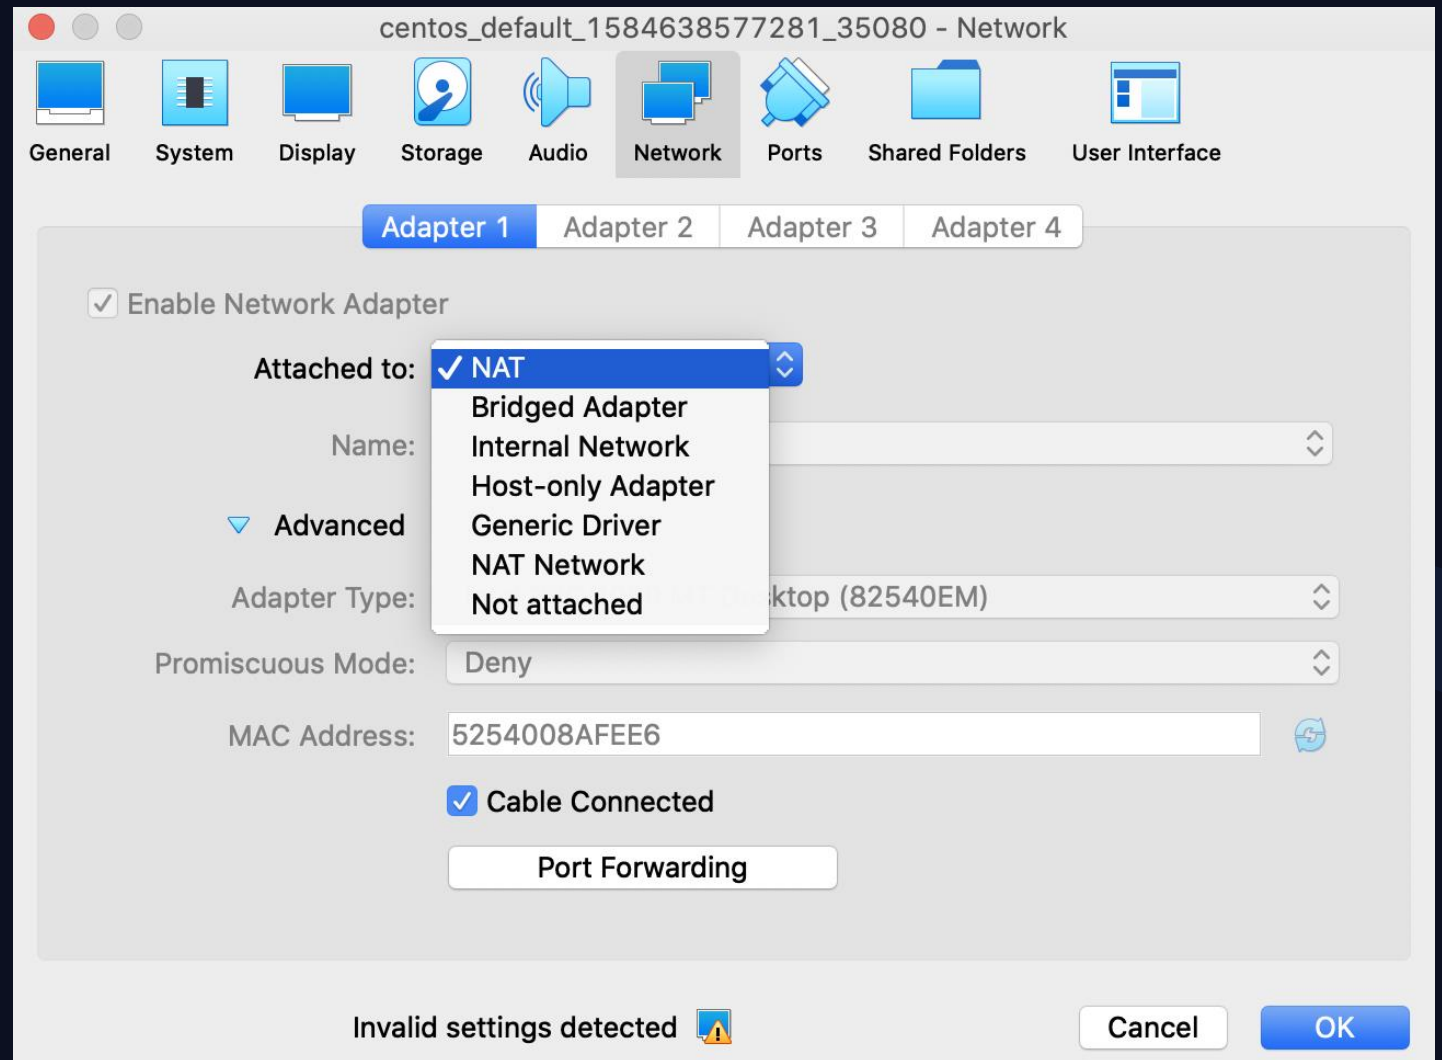 centos_default_1584638577281_35080 - Network
General System Display Storage Audio Network Ports Shared Folders User Interface
Adapter 1 Adapter 2 Adapter 3 Adapter 4
Enable Network Adapter
Attached to: NAT
Bridged Adapter
Name: Internal Network
Host-only Adapter
Advanced Generic Driver
NAT Network
Adapter Type: Not attached ktop (82540EM)
Promiscuous Mode: Deny
MAC Address: 5254008AFEE6
Cable Connected
Port Forwarding
Invalid settings detected Cancel OK